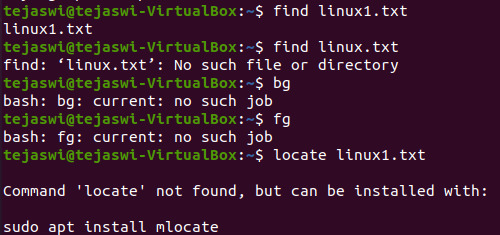 tejaswi@tejaswi-VirtualBox:~$ find linux1.txt
linux1.txt
tejaswi@tejaswi-VirtualBox:~$ find linux.txt
find: ‘linux.txt’: No such file or directory
tejaswi@tejaswi-VirtualBox:~$ bg
bash: bg: current: no such job
tejaswi@tejaswi-VirtualBox:~$ fg
bash: fg: current: no such job
tejaswi@tejaswi-VirtualBox:~$ locate linux1.txt
Command 'locate' not found, but can be installed with:
sudo apt install mlocate